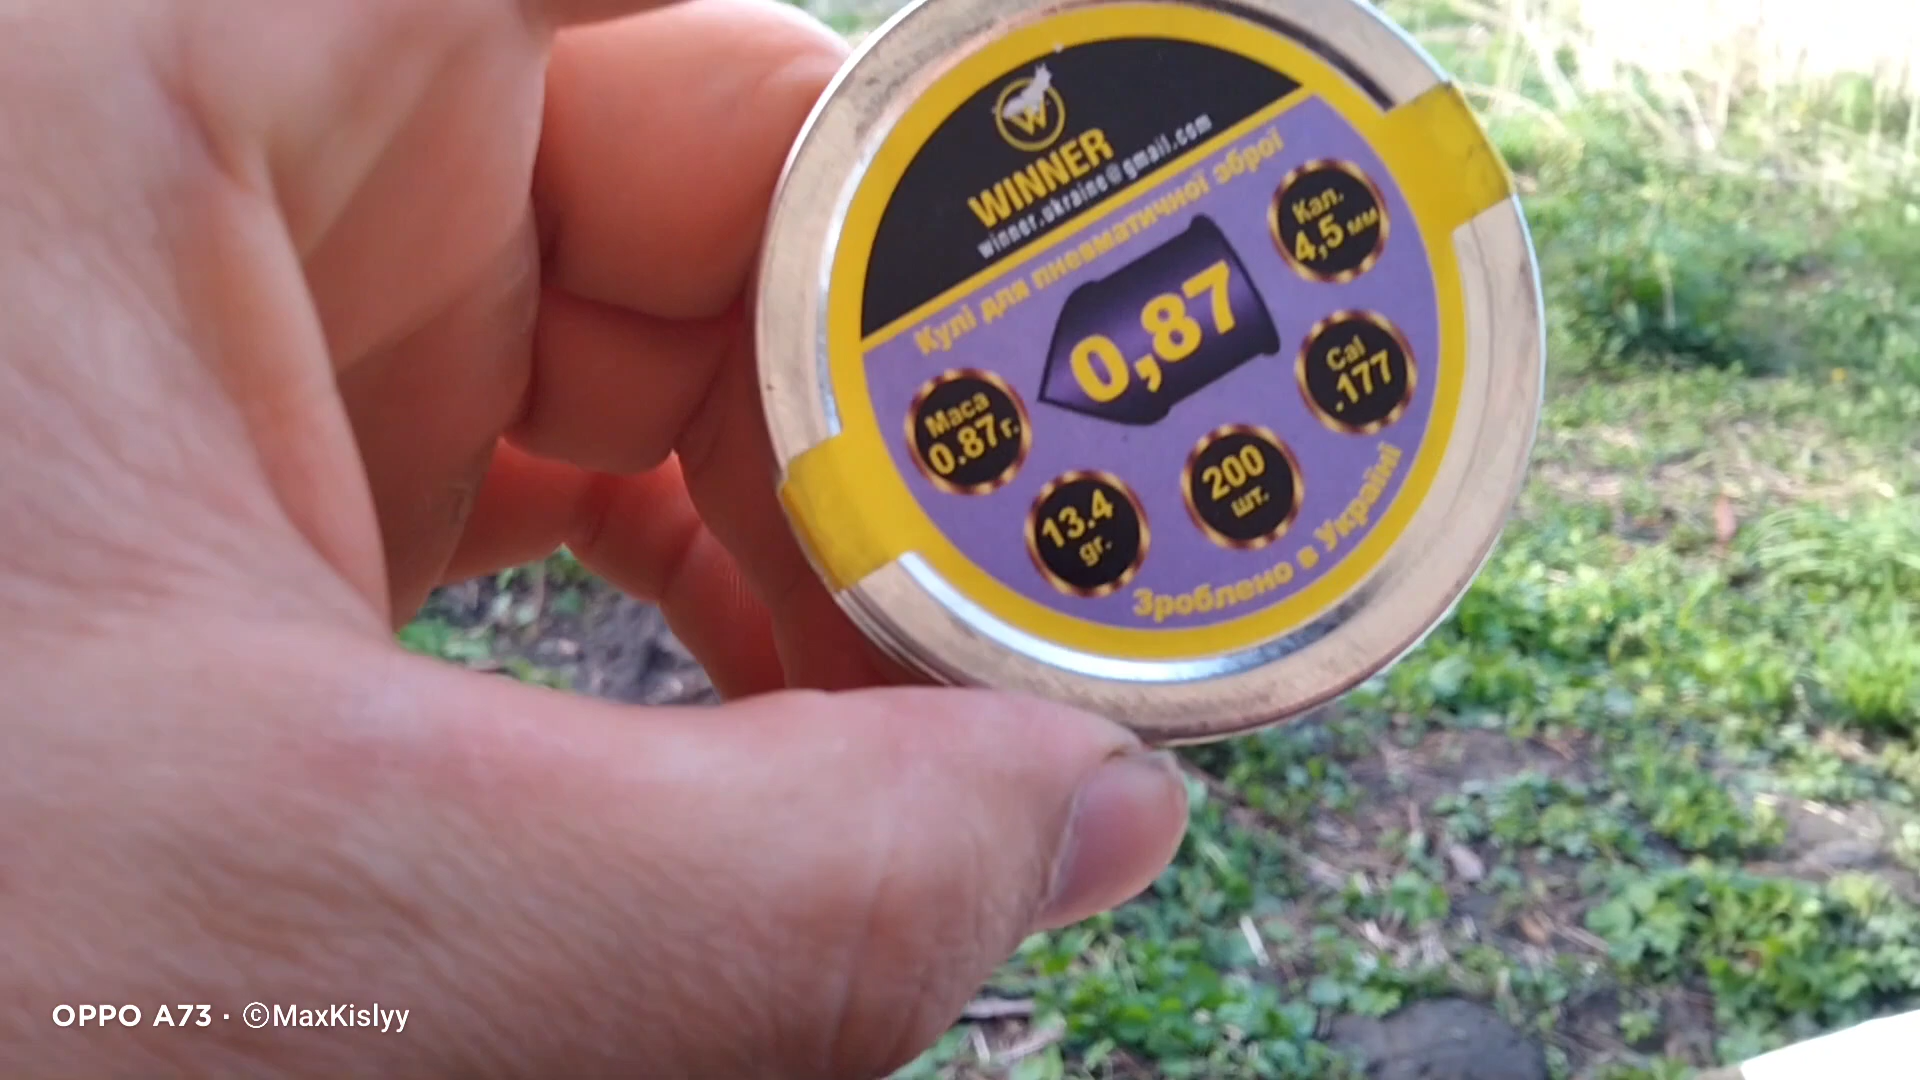 W
WINNER
winner.ukraine@gmail.com
Кулі для пневматичної зброї
0,87
Кал.
4,5 мм
Cal
.177
Маса
0.87г.
13.4
gr.
200
шт.
Зроблено в Україні
OPPO A73 · ©MaxKislyy